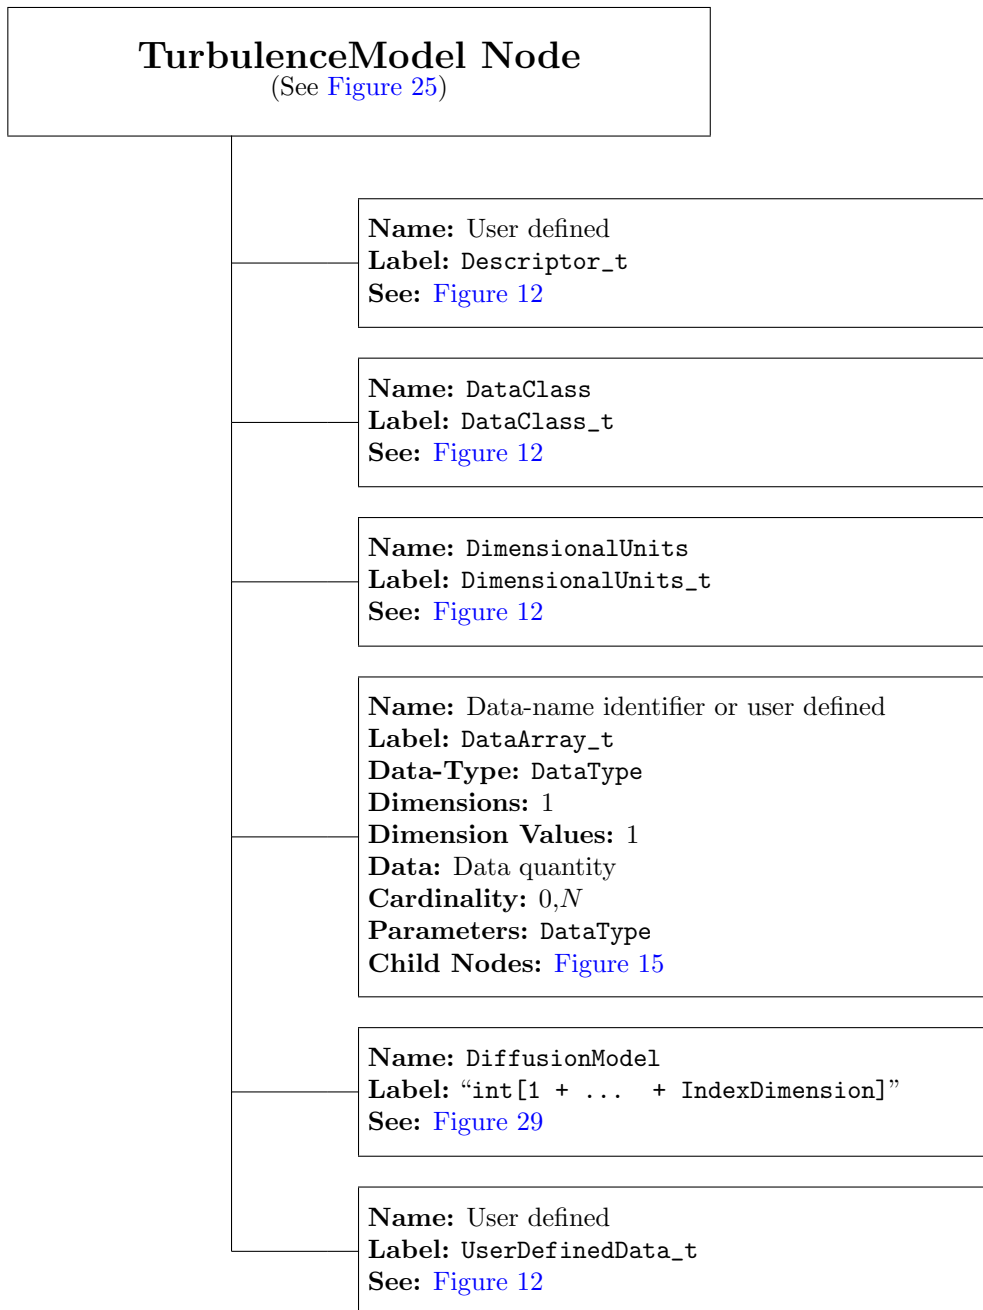 TurbulenceModel Node
(See Figure 25)
Name: User defined
Label: Descriptor_t
See: Figure 12
Name: DataClass
Label: DataClass_t
See: Figure 12
Name: DimensionalUnits
Label: DimensionalUnits_t
See: Figure 12
Name: Data-name identifier or user defined
Label: DataArray_t
Data-Type: DataType
Dimensions: 1
Dimension Values: 1
Data: Data quantity
Cardinality: 0,N
Parameters: DataType
Child Nodes: Figure 15
Name: DiffusionModel
Label: “int[1 + ... + IndexDimension]”
See: Figure 29
Name: User defined
Label: UserDefinedData_t
See: Figure 12